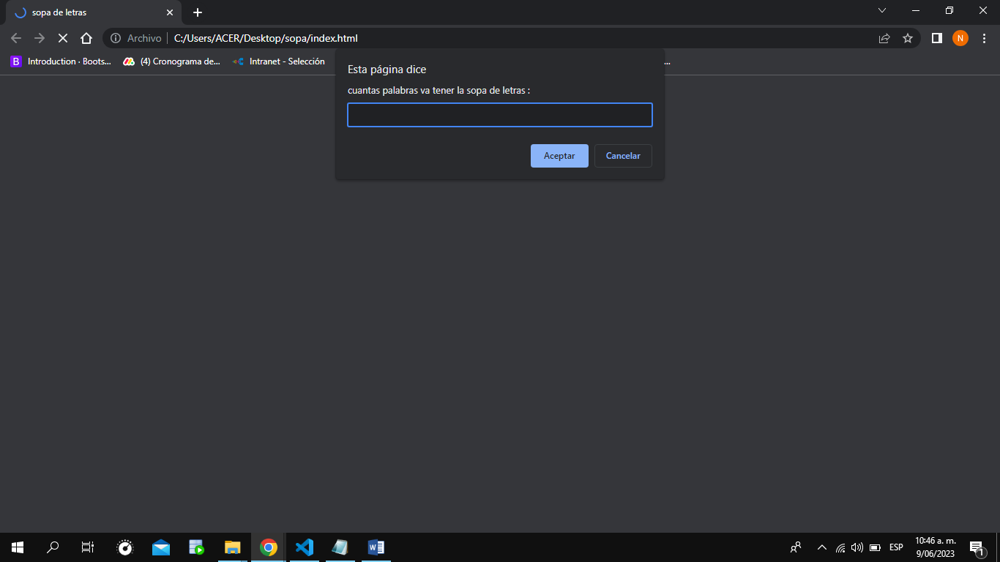 sopa de letras
Archivo
C:/Users/ACER/Desktop/sopa/index.html
N
B
Introduction · Boots...
(4) Cronograma de...
Intranet - Selección
...
Esta página dice
cuantas palabras va tener la sopa de letras :
Aceptar
Cancelar
ESP
10:46 a. m.
9/06/2023
1